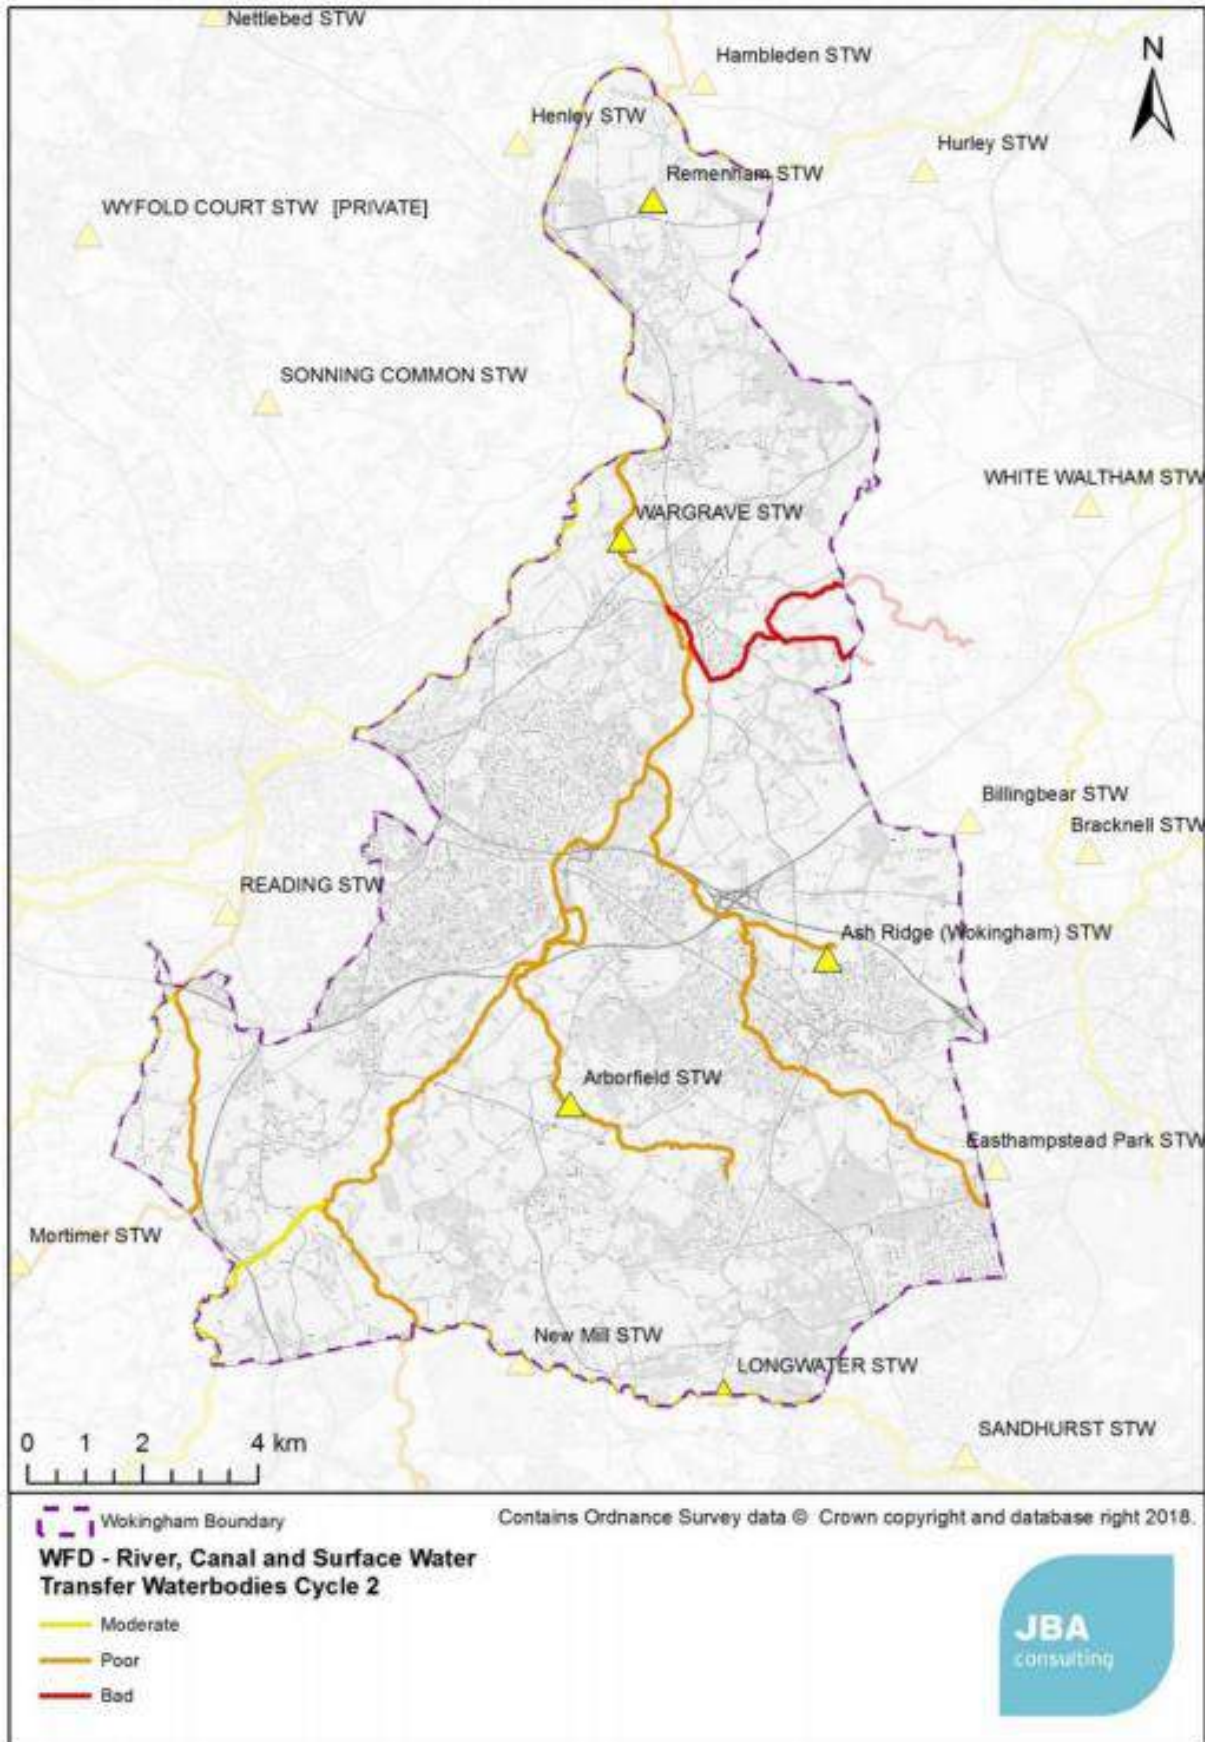 Nettlebed STW
Hambleden STW
N
Henley STW
Hurley STW
Remenham STW
WYFOLD COURT STW [PRIVATE]
SONNING COMMON STW
WHITE WALTHAM STW
WARGRAVE STW
Billingbear STW
Bracknell STW
READING STW
Ash Ridge (Wokingham) STW
Arborfield STW
Easthampstead Park STW
Mortimer STW
New Mill STW
LONGWATER STW
SANDHURST STW
0 1 2 4 km
Wokingham Boundary
Contains Ordnance Survey data © Crown copyright and database right 2018.
WFD - River, Canal and Surface Water
Transfer Waterbodies Cycle 2
Moderate
Poor
Bad
JBA
consulting